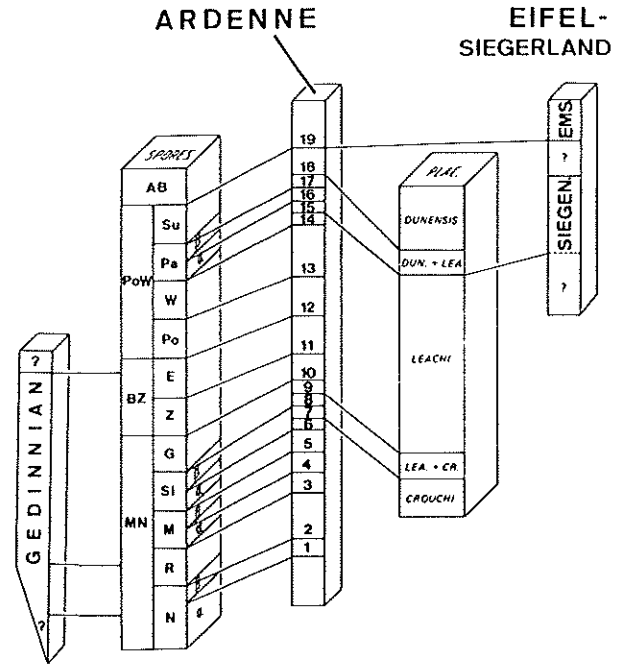 ARDENNE
EIFEL-
SIEGERLAND
SPORES
AB
PoW
Su
Pa
W
Po
BZ
E
Z
MN
G
SI
M
R
N
?
GEDINNIAN
?
19
18
17
16
15
14
13
12
11
10
9
8
7
6
5
4
3
2
1
PLAE.
DUNENSIS
DUN. + LEA
LEACHI
LEA. + CR.
CROUCHI
EMS.
?
SIEGEN.
?